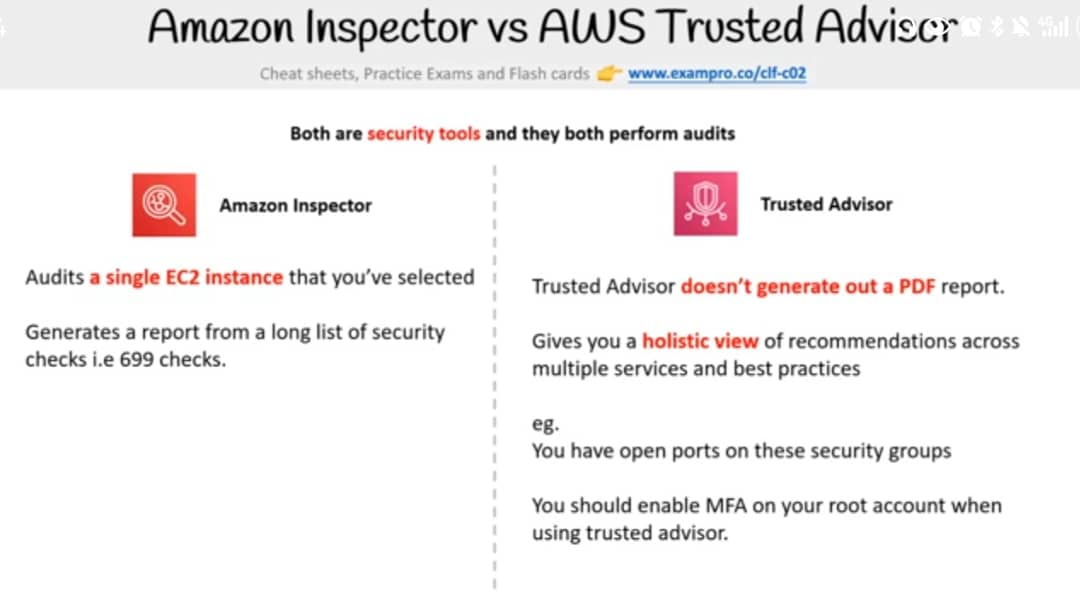 Amazon Inspector vs AWS Trusted Advisor
Cheat sheets, Practice Exams and Flash cards 👉 www.exampro.co/clf-c02
Both are security tools and they both perform audits
Amazon Inspector
Audits a single EC2 instance that you've selected
Generates a report from a long list of security
checks i.e 699 checks.
Trusted Advisor
Trusted Advisor doesn't generate out a PDF report.
Gives you a holistic view of recommendations across
multiple services and best practices
eg.
You have open ports on these security groups
You should enable MFA on your root account when
using trusted advisor.